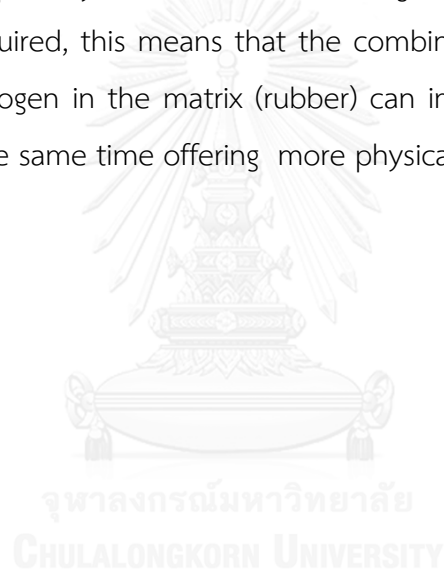 uired, this means that the combin
ogen in the matrix (rubber) can in
e same time offering more physica
จุฬาลงกรณ์มหาวิทยาลัย
CHULALONGKORN UNIVERSITY